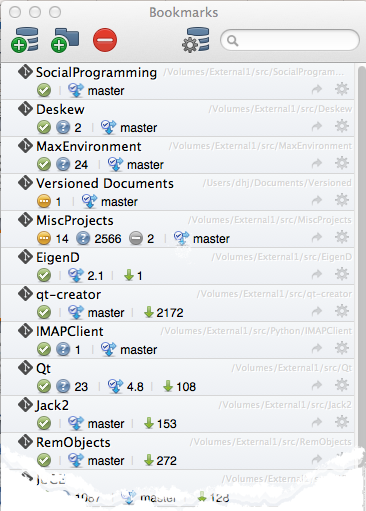 Bookmarks
SocialProgramming /Volumes/External1/src/SocialProgram...
master
Deskew /Volumes/External1/src/Deskew
? 2 master
MaxEnvironment /Volumes/External1/src/MaxEnvironment
? 24 master
Versioned Documents /Users/dhj/Documents/Versioned
1 master
MiscProjects /Volumes/External1/src/MiscProjects
14 ? 2566 2 master
EigenD /Volumes/External1/src/EigenD
2.1 1
qt-creator /Volumes/External1/src/qt-creator
master 2172
IMAPClient /Volumes/External1/src/Python/IMAPClient
? 1 master
Qt /Volumes/External1/src/Qt
? 23 4.8 108
Jack2 /Volumes/External1/src/Jack2
master 153
RemObjects /Volumes/External1/src/RemObjects
master 272
/Volumes/External1/src/
1087 master 128